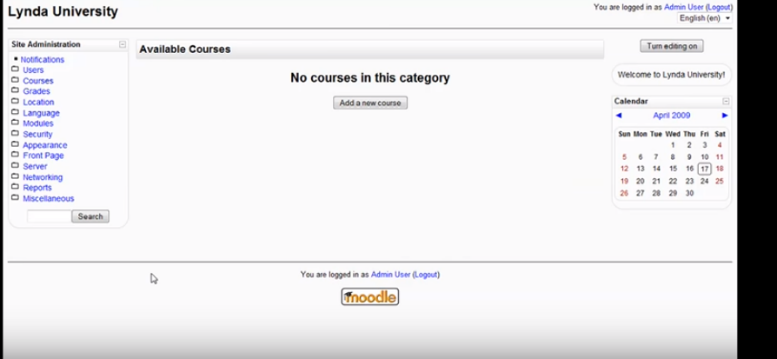 Lynda University
You are logged in as Admin User (Logout)
English (en)
Site Administration
Notifications
Users
Courses
Grades
Location
Language
Modules
Security
Appearance
Front Page
Server
Networking
Reports
Miscellaneous
Search
Available Courses
No courses in this category
Add a new course
Turn editing on
Welcome to Lynda University!
Calendar
April 2009
Sun Mon Tue Wed Thu Fri Sat
1 2 3 4
5 6 7 8 9 10 11
12 13 14 15 16 17 18
19 20 21 22 23 24 25
26 27 28 29 30
You are logged in as Admin User (Logout)
moodle